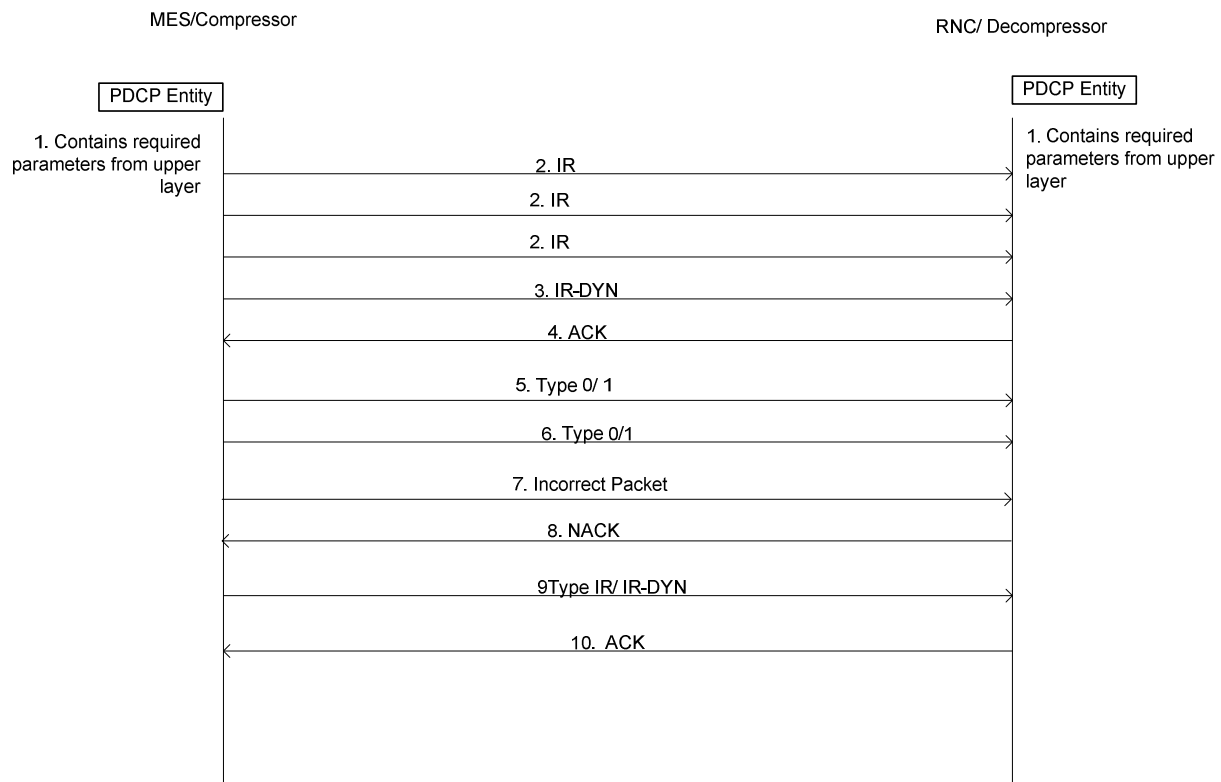 MES/Compressor
RNC/ Decompressor
PDCP Entity
PDCP Entity
1. Contains required
parameters from upper
layer
1. Contains required
parameters from upper
layer
2. IR
2. IR
2. IR
3. IR-DYN
4. ACK
5. Type 0/ 1
6. Type 0/1
7. Incorrect Packet
8. NACK
9Type IR/ IR-DYN
10. ACK